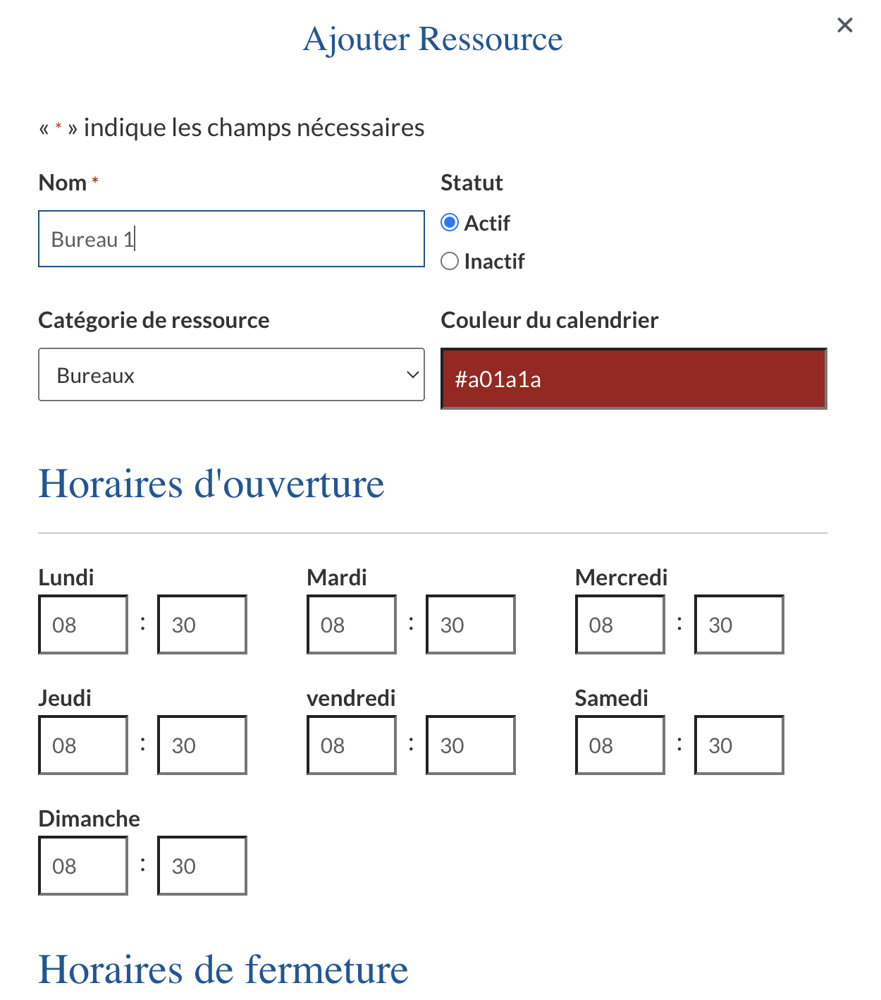 Ajouter Ressource
« * » indique les champs nécessaires
Nom * Statut
Bureau 1 Actif
Inactif
Catégorie de ressource Couleur du calendrier
Bureaux #a01a1a
Horaires d'ouverture
Lundi Mardi Mercredi
08 : 30 08 : 30 08 : 30
Jeudi vendredi Samedi
08 : 30 08 : 30 08 : 30
Dimanche
08 : 30
Horaires de fermeture